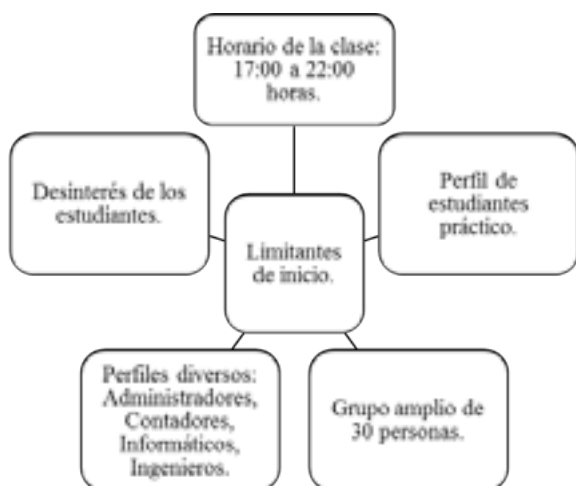 Horario de la clase:
17:00 a 22:00
horas.
Desinterés de los
estudiantes.
Perfil de
estudiantes
práctico.
Limitantes
de inicio.
Perfiles diversos:
Administradores,
Contadores,
Informáticos,
Ingenieros.
Grupo amplio de
30 personas.